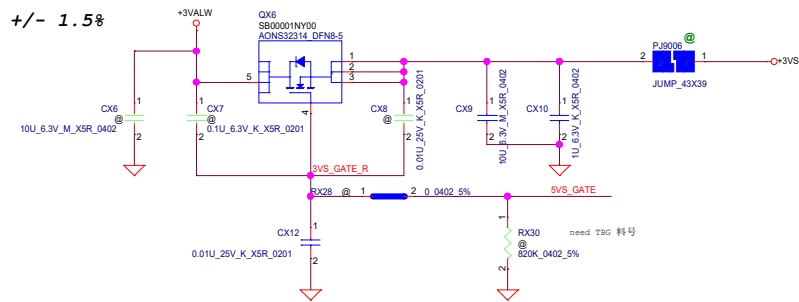 +/- 1.5%
+3VALW
QX6
SB00001NY00
AONS32314_DFN8-5
5
1
2
3
4
PJ9006
@
2
1
JUMP_43X39
+3VS
CX6
@
1
2
10U_6.3V_M_X5R_0402
CX7
@
1
2
0.1U_6.3V_K_X5R_0201
CX8
@
1
2
0.01U_25V_K_X5R_0201
CX9
1
2
10U_6.3V_M_X5R_0402
CX10
1
2
1U_6.3V_K_X5R_0402
3VS_GATE_R
RX28
@
1
2
0_0402_5%
5VS_GATE
CX12
1
2
0.01U_25V_K_X5R_0201
RX30
@
1
2
820K_0402_5%
need TBG 料号